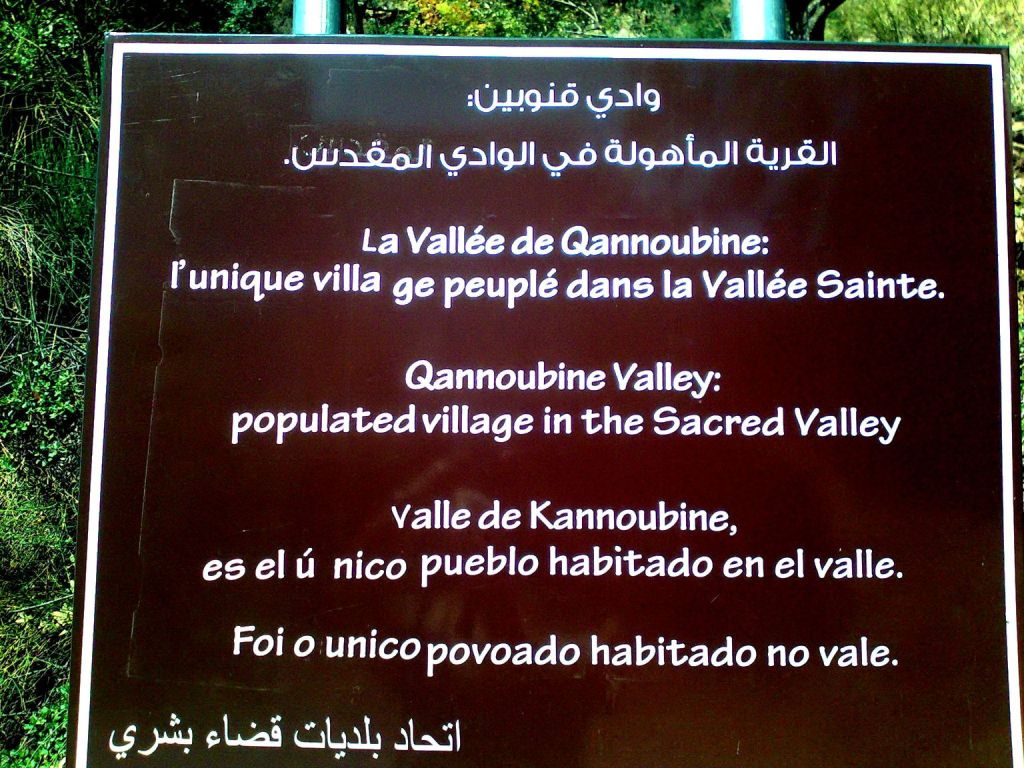 وادي قنوبين:
القرية المأهولة في الوادي المقدس.
La Vallée de Qannoubine:
l'unique villa ge peuplé dans la Vallée Sainte.
Qannoubine Valley:
populated village in the Sacred Valley
Valle de Kannoubine,
es el ú nico pueblo habitado en el valle.
Foi o unico povoado habitado no vale.
اتحاد بلديات قضاء بشري